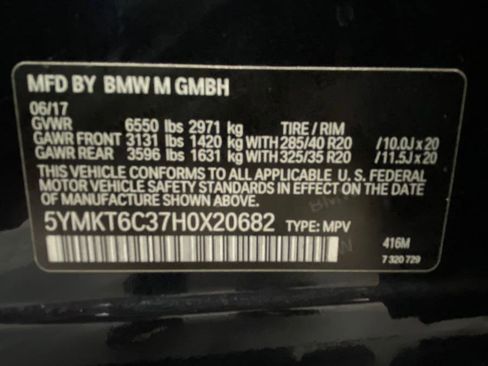 MFD BY BMW M GMBH
06/17
GVWR 6550 lbs 2971 kg TIRE / RIM
GAWR FRONT 3131 lbs 1420 kg WITH 285/40 R20 /10.0J x 20
GAWR REAR 3596 lbs 1631 kg WITH 325/35 R20 /11.5J x 20
THIS VEHICLE CONFORMS TO ALL APPLICABLE U. S. FEDERAL
MOTOR VEHICLE SAFETY STANDARDS IN EFFECT ON THE DATE
OF MANUFACTURE SHOWN ABOVE.
5YMKT6C37H0X20682 TYPE: MPV
416M
7 320 729